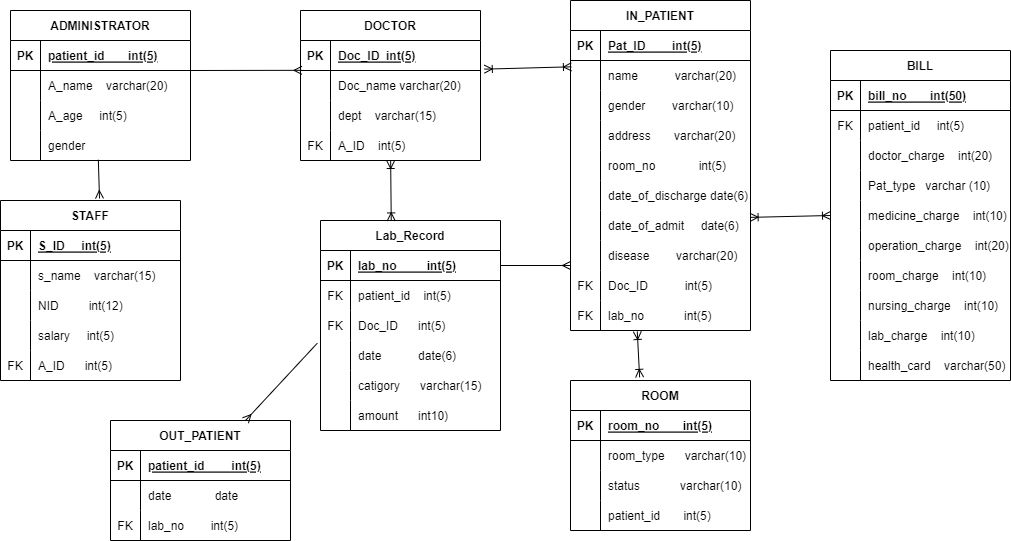 ADMINISTRATOR
PK patient_id int(5)
A_name varchar(20)
A_age int(5)
gender
DOCTOR
PK Doc_ID int(5)
Doc_name varchar(20)
dept varchar(15)
FK A_ID int(5)
IN_PATIENT
PK Pat_ID int(5)
name varchar(20)
gender varchar(10)
address varchar(20)
room_no int(5)
date_of_discharge date(6)
date_of_admit date(6)
disease varchar(20)
FK Doc_ID int(5)
FK lab_no int(5)
BILL
PK bill_no int(50)
FK patient_id int(5)
doctor_charge int(20)
Pat_type varchar (10)
medicine_charge int(10)
operation_charge int(20)
room_charge int(10)
nursing_charge int(10)
lab_charge int(10)
health_card varchar(50)
STAFF
PK S_ID int(5)
s_name varchar(15)
NID int(12)
salary int(5)
FK A_ID int(5)
Lab_Record
PK lab_no int(5)
FK patient_id int(5)
FK Doc_ID int(5)
date date(6)
catigory varchar(15)
amount int10)
OUT_PATIENT
PK patient_id int(5)
date date
FK lab_no int(5)
ROOM
PK room_no int(5)
room_type varchar(10)
status varchar(10)
patient_id int(5)